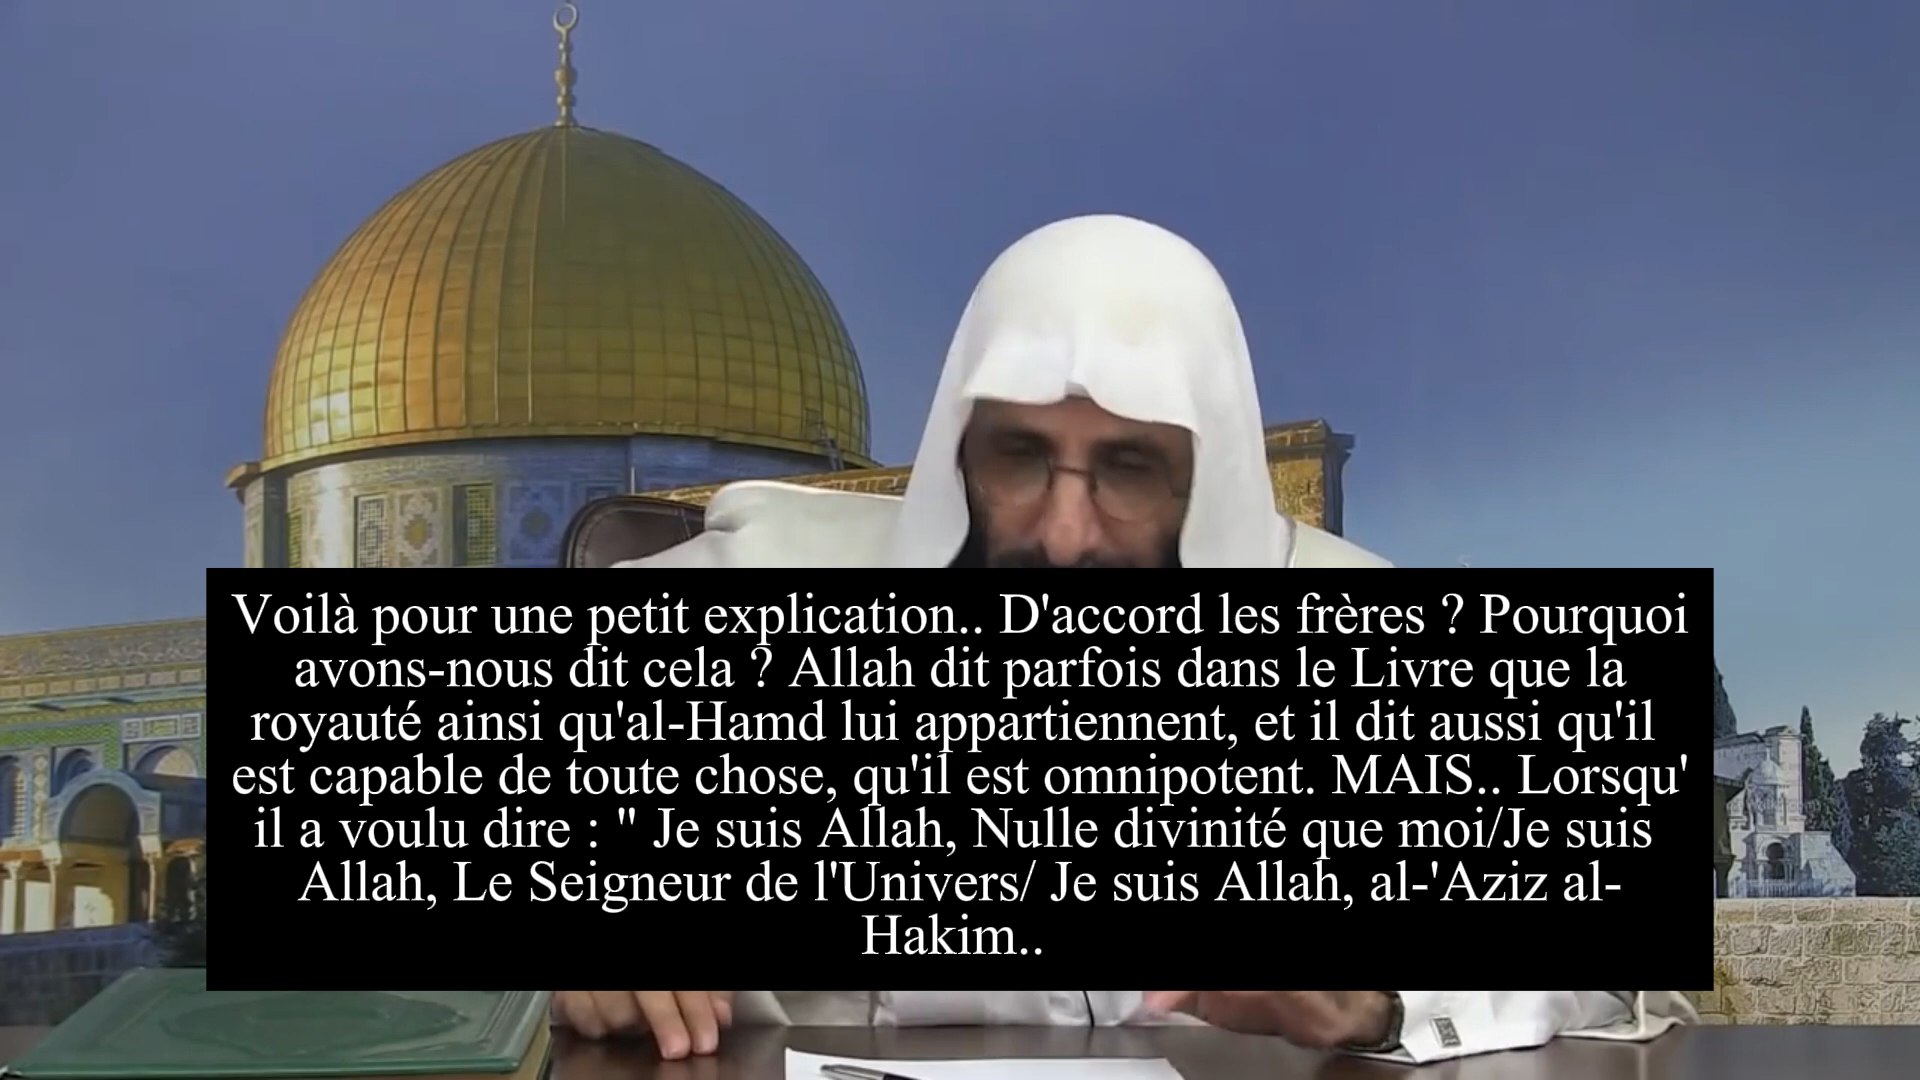 Voilà pour une petit explication.. D'accord les frères ? Pourquoi
avons-nous dit cela ? Allah dit parfois dans le Livre que la
royauté ainsi qu'al-Hamd lui appartiennent, et il dit aussi qu'il
est capable de toute chose, qu'il est omnipotent. MAIS.. Lorsqu'
il a voulu dire : " Je suis Allah, Nulle divinité que moi/Je suis
Allah, Le Seigneur de l'Univers/ Je suis Allah, al-'Aziz al-
Hakim..